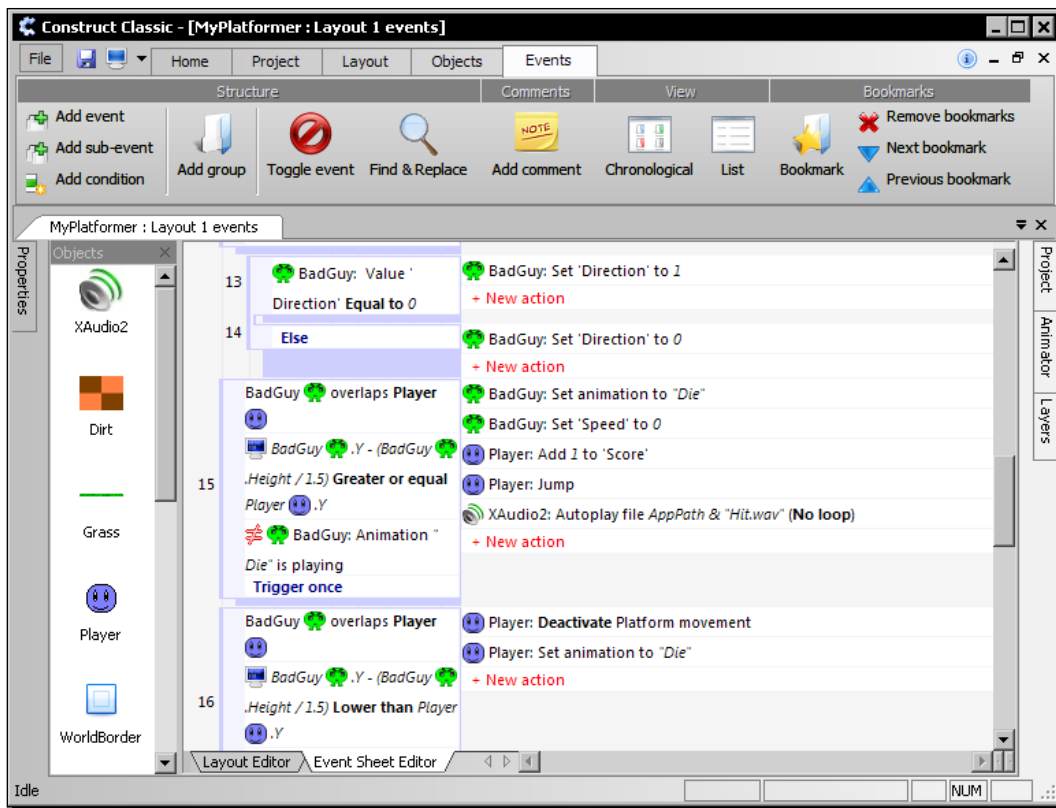 Construct Classic - [MyPlatformer : Layout 1 events]
File
Home
Project
Layout
Objects
Events
Structure
Comments
View
Bookmarks
Add event
Add sub-event
Add condition
Add group
Toggle event
Find & Replace
NOTE
Add comment
Chronological
List
Bookmark
Remove bookmarks
Next bookmark
Previous bookmark
MyPlatformer : Layout 1 events
Properties
Objects
XAudio2
Dirt
Grass
Player
WorldBorder
13
BadGuy: Value '
Direction' Equal to 0
BadGuy: Set 'Direction' to 1
+ New action
14
Else
BadGuy: Set 'Direction' to 0
+ New action
15
BadGuy overlaps Player
BadGuy .Y - (BadGuy
.Height / 1.5) Greater or equal
Player .Y
BadGuy: Animation "
Die" is playing
Trigger once
BadGuy: Set animation to "Die"
BadGuy: Set 'Speed' to 0
Player: Add 1 to 'Score'
Player: Jump
XAudio2: Autoplay file AppPath & "Hit.wav" (No loop)
+ New action
16
BadGuy overlaps Player
BadGuy .Y - (BadGuy
.Height / 1.5) Lower than Player
.Y
Player: Deactivate Platform movement
Player: Set animation to "Die"
+ New action
Project
Animator
Layers
Layout Editor
Event Sheet Editor
Idle
NUM